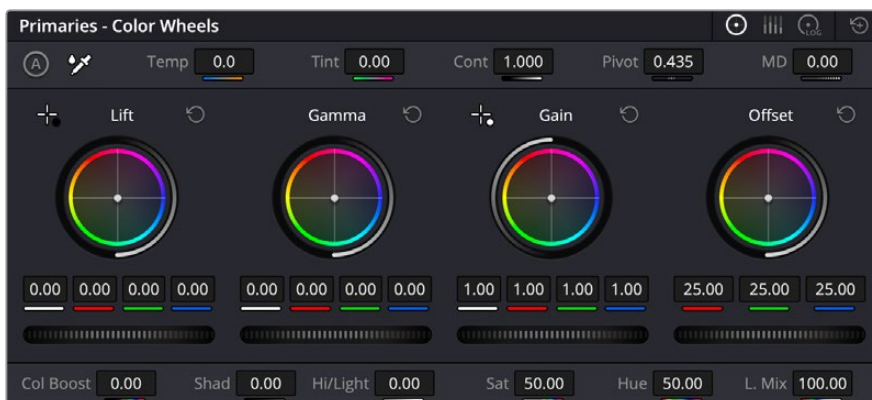 Primaries - Color Wheels
LOG
A Temp 0.0 Tint 0.00 Cont 1.000 Pivot 0.435 MD 0.00
Lift Gamma Gain Offset
0.00 0.00 0.00 0.00 0.00 0.00 0.00 0.00 1.00 1.00 1.00 1.00 25.00 25.00 25.00
Col Boost 0.00 Shad 0.00 Hi/Light 0.00 Sat 50.00 Hue 50.00 L. Mix 100.00